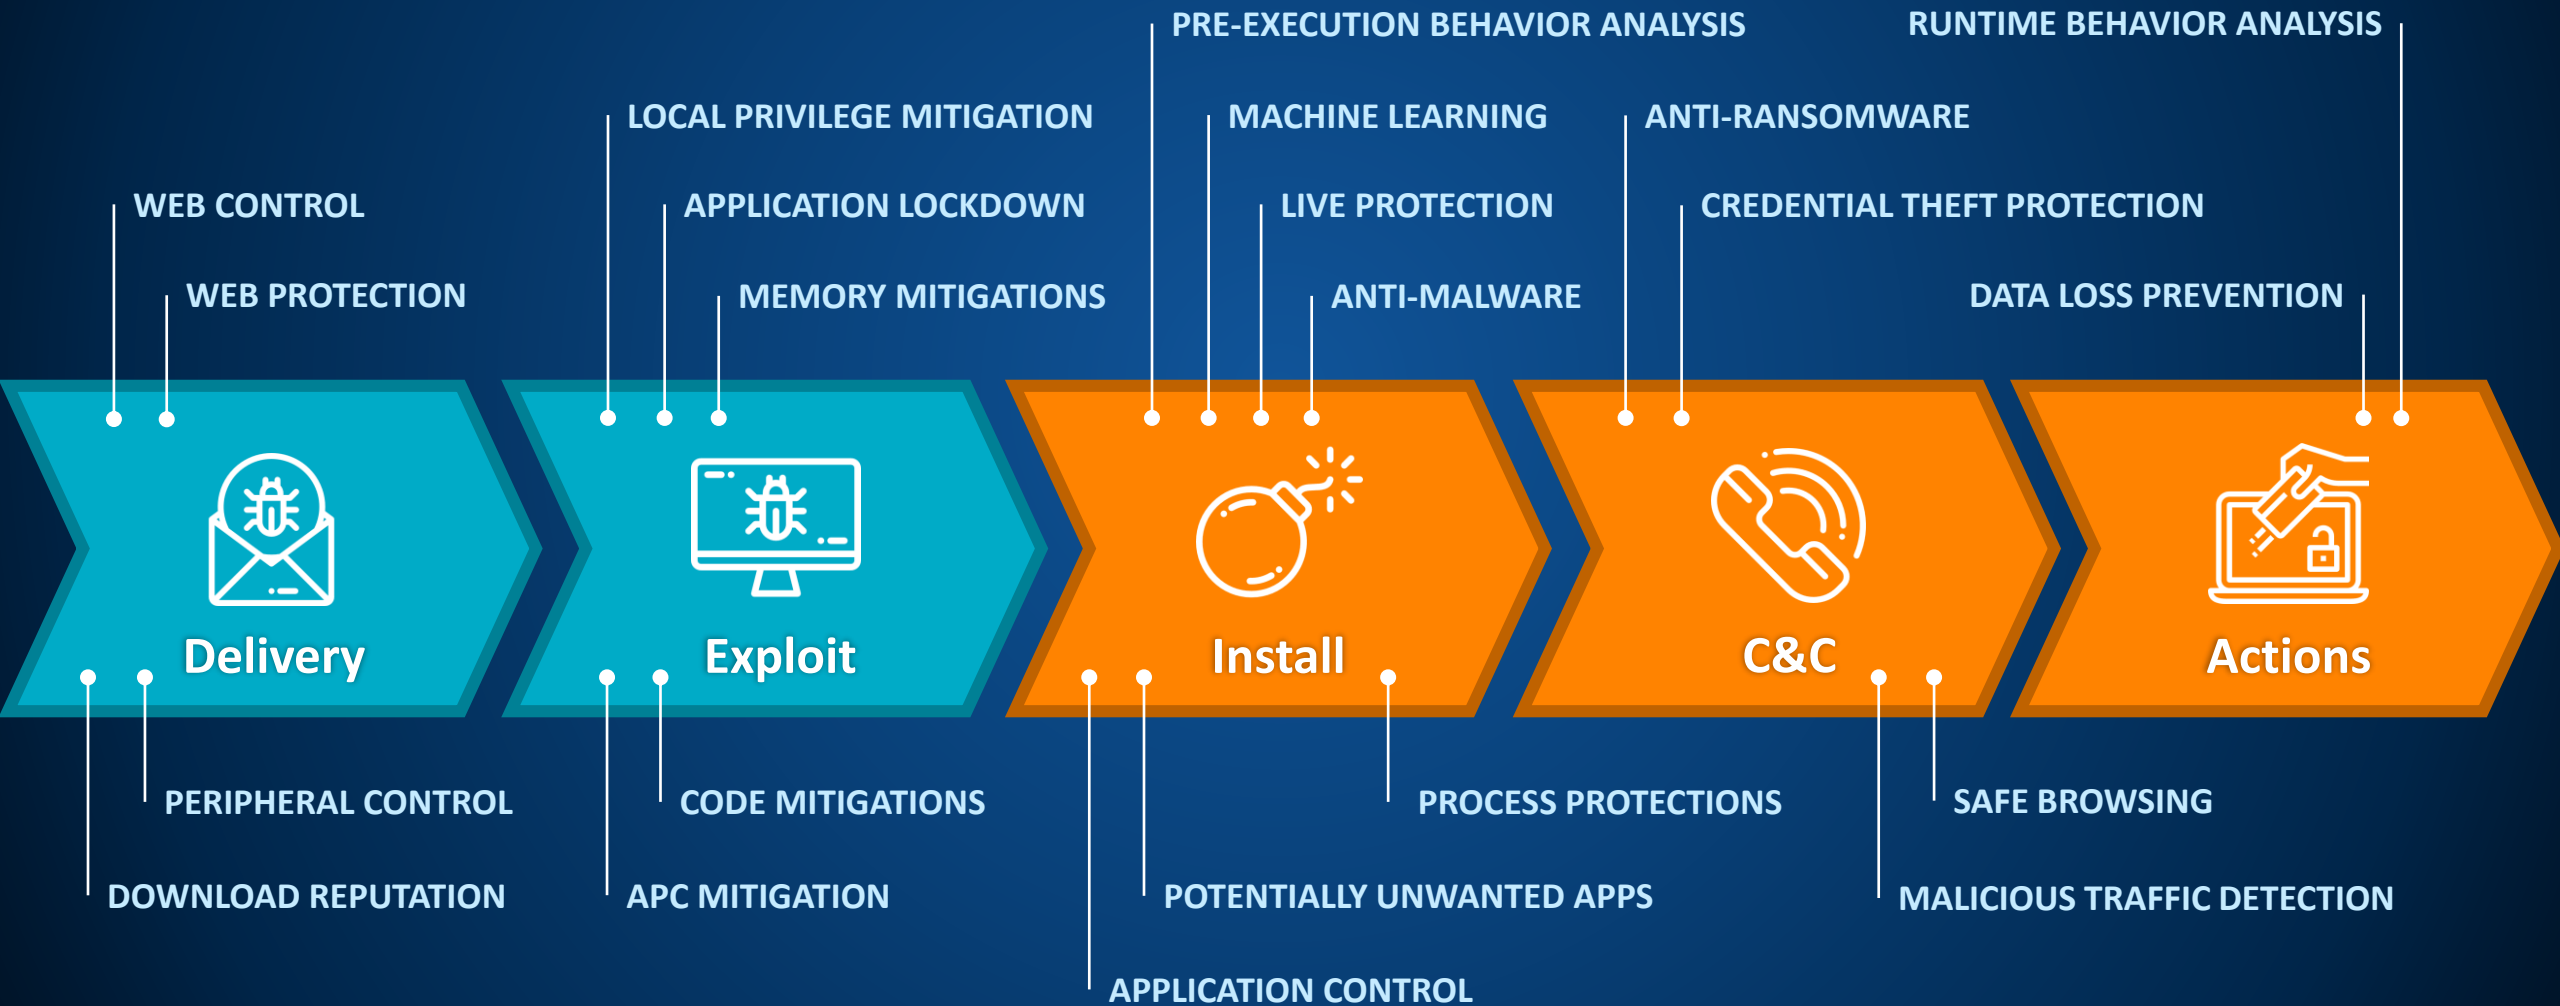 PRE-EXECUTION BEHAVIOR ANALYSIS
RUNTIME BEHAVIOR ANALYSIS
LOCAL PRIVILEGE MITIGATION
MACHINE LEARNING
ANTI-RANSOMWARE
WEB CONTROL
APPLICATION LOCKDOWN
LIVE PROTECTION
CREDENTIAL THEFT PROTECTION
WEB PROTECTION
MEMORY MITIGATIONS
ANTI-MALWARE
DATA LOSS PREVENTION
Delivery
Exploit
Install
C&C
Actions
PERIPHERAL CONTROL
CODE MITIGATIONS
PROCESS PROTECTIONS
SAFE BROWSING
DOWNLOAD REPUTATION
APC MITIGATION
POTENTIALLY UNWANTED APPS
MALICIOUS TRAFFIC DETECTION
APPLICATION CONTROL